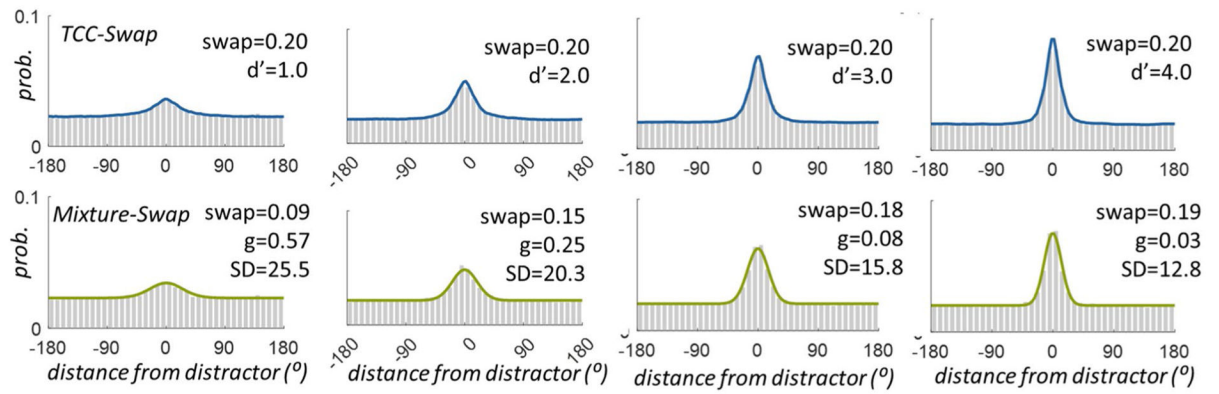 0.1
TCC-Swap
prob.
swap=0.20
d’=1.0
0
-180 -90 0 90 180
swap=0.20
d’=2.0
-180 -90 0 90 180
swap=0.20
d’=3.0
-180 -90 0 90 180
swap=0.20
d’=4.0
-180 -90 0 90 180
0.1
Mixture-Swap
prob.
swap=0.09
g=0.57
SD=25.5
0
-180 -90 0 90 180
distance from distractor (º)
swap=0.15
g=0.25
SD=20.3
-180 -90 0 90 180
distance from distractor (º)
swap=0.18
g=0.08
SD=15.8
-180 -90 0 90 180
distance from distractor (º)
swap=0.19
g=0.03
SD=12.8
-180 -90 0 90 180
distance from distractor (º)